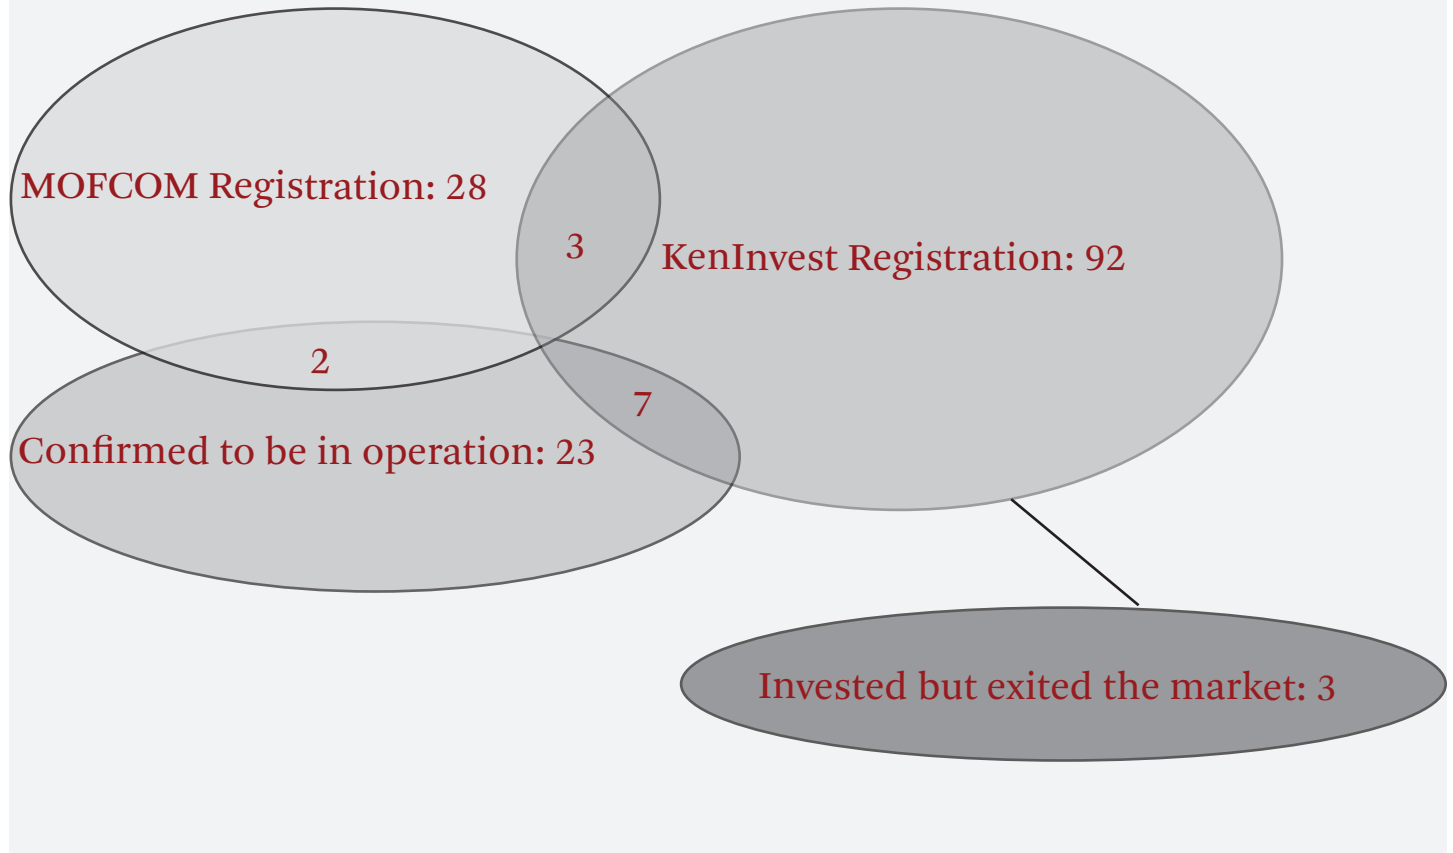 MOFCOM Registration: 28
3
KenInvest Registration: 92
2
7
Confirmed to be in operation: 23
Invested but exited the market: 3